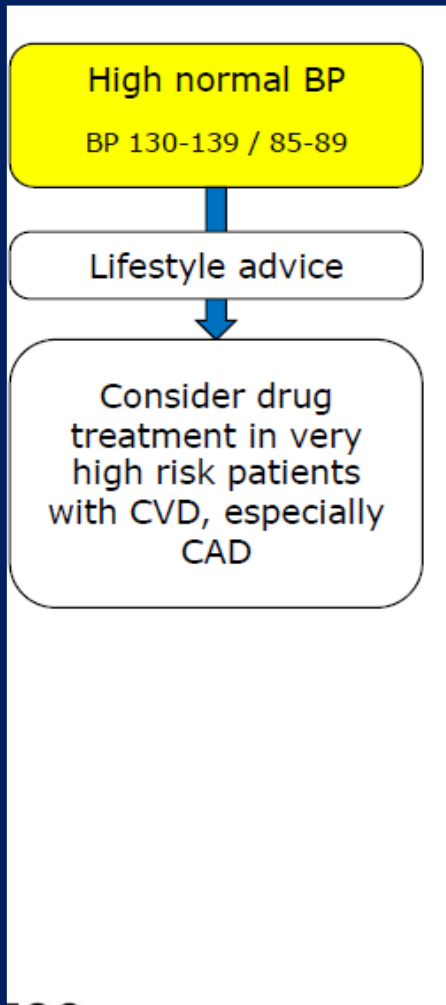 High normal BP
BP 130-139 / 85-89
Lifestyle advice
Consider drug
treatment in very
high risk patients
with CVD, especially
CAD